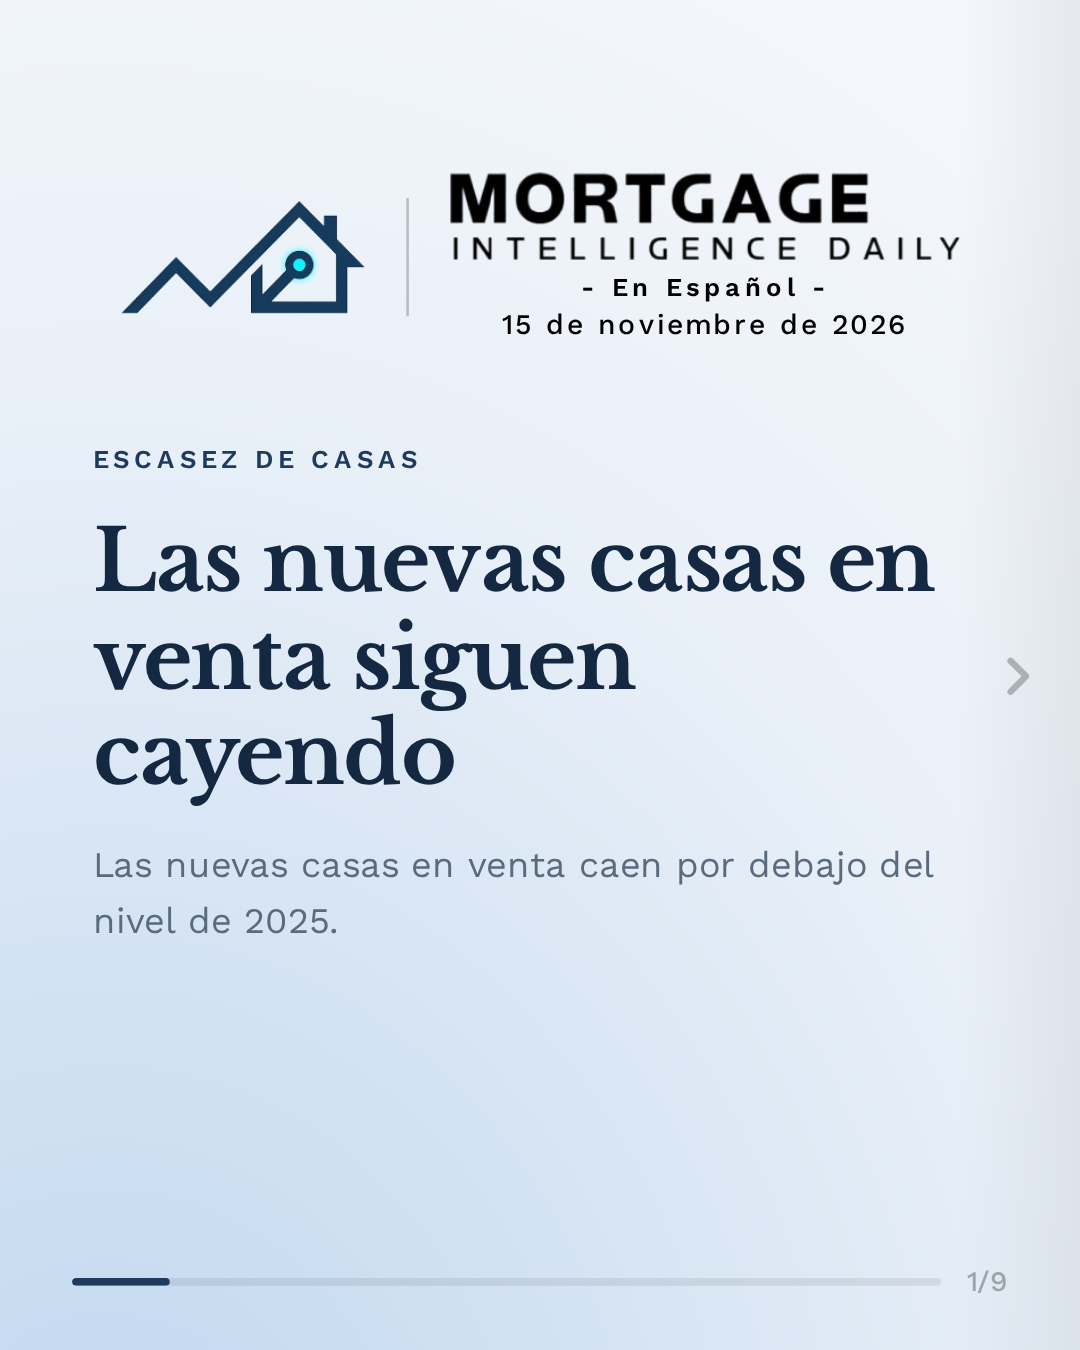 MORTGAGE
INTELLIGENCE DAILY
- En Español -
15 de noviembre de 2026
ESCASEZ DE CASAS
Las nuevas casas en
venta siguen
cayendo
Las nuevas casas en venta caen por debajo del
nivel de 2025.
1/9